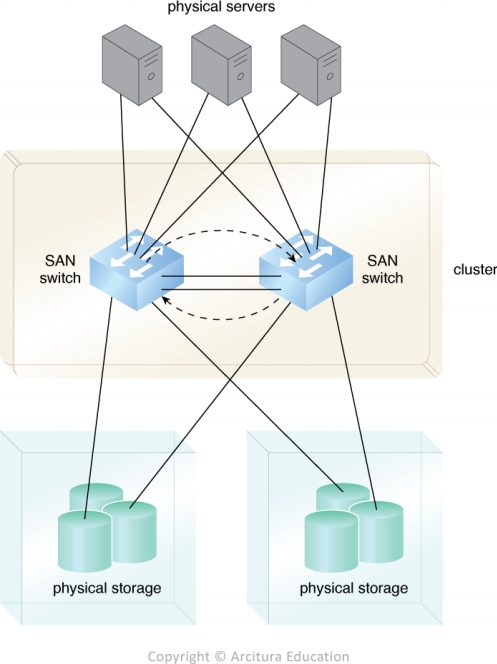 physical servers
SAN
switch
SAN
switch
cluster
physical storage
physical storage
Copyright © Arcitura Education